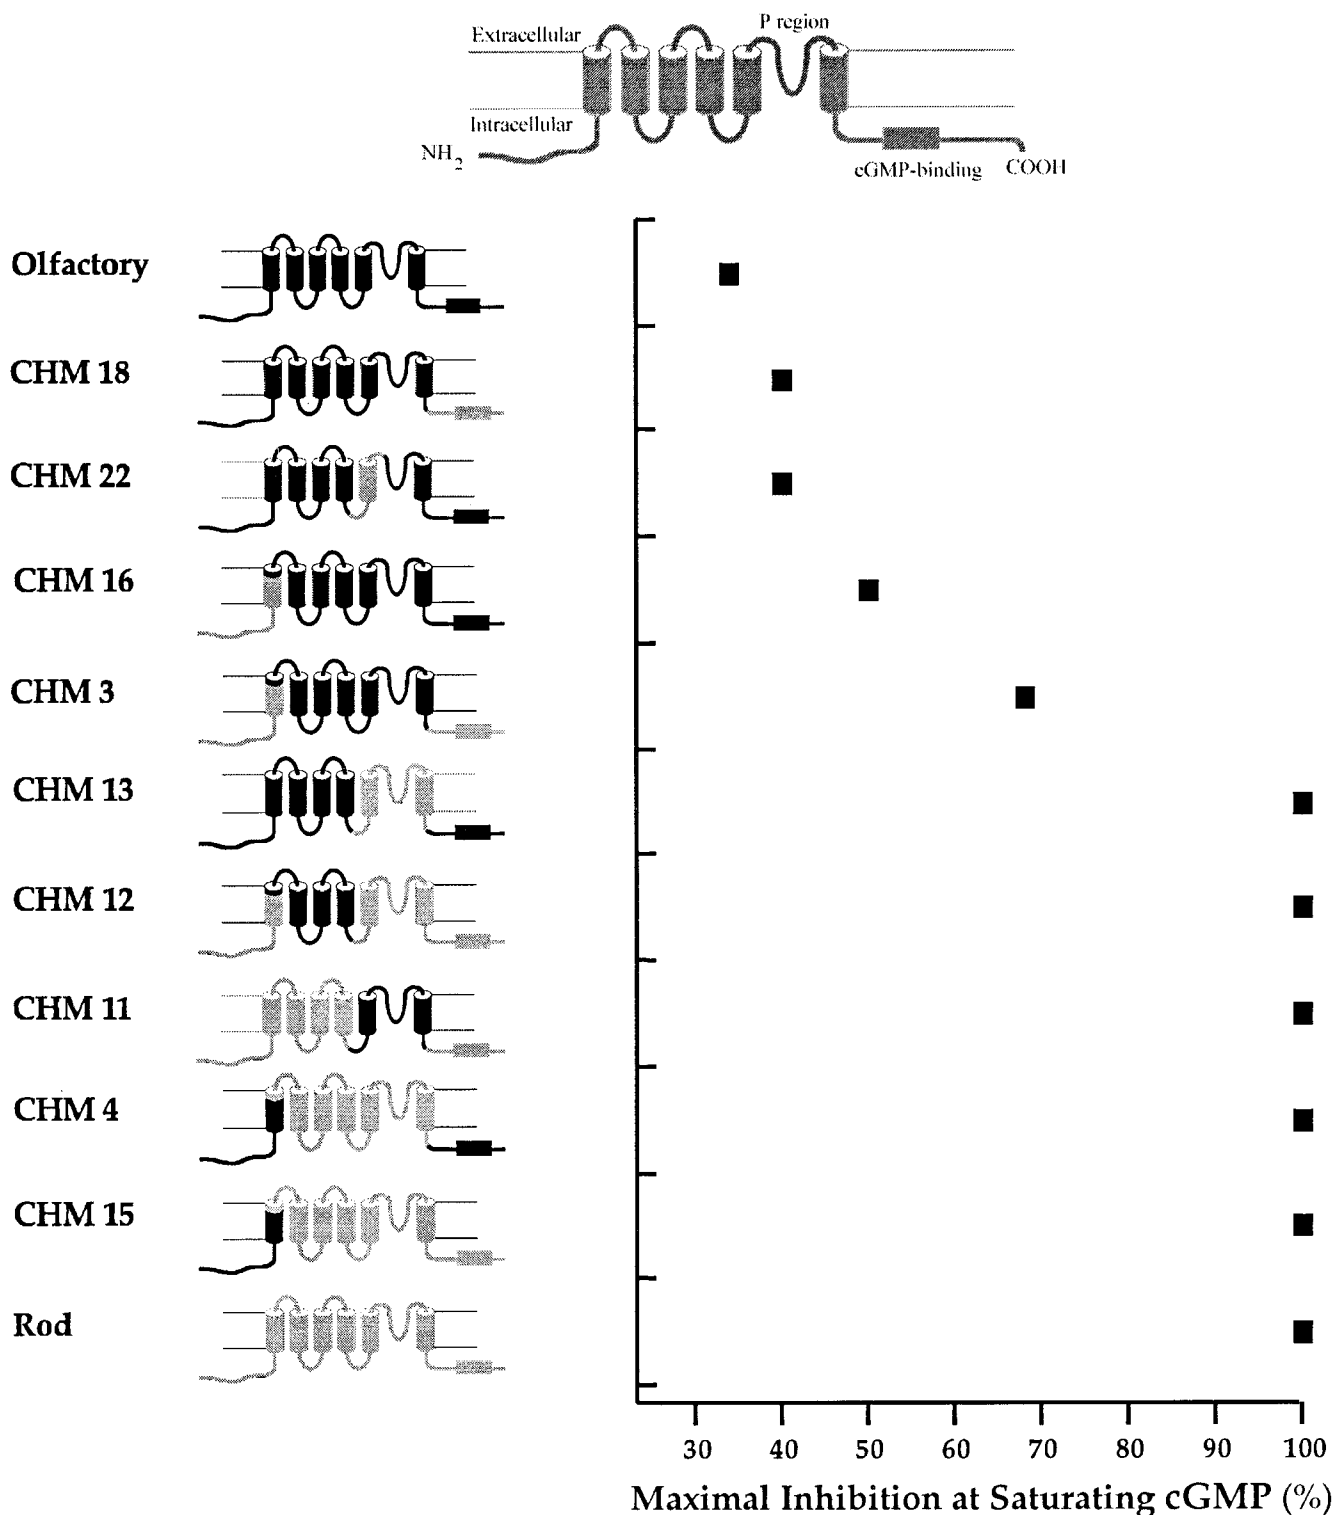 Extracellular
P region
Intracellular
NH2
cGMP-binding
COOH
Olfactory
CHM 18
CHM 22
CHM 16
CHM 3
CHM 13
CHM 12
CHM 11
CHM 4
CHM 15
Rod
30 40 50 60 70 80 90 100
Maximal Inhibition at Saturating cGMP (%)